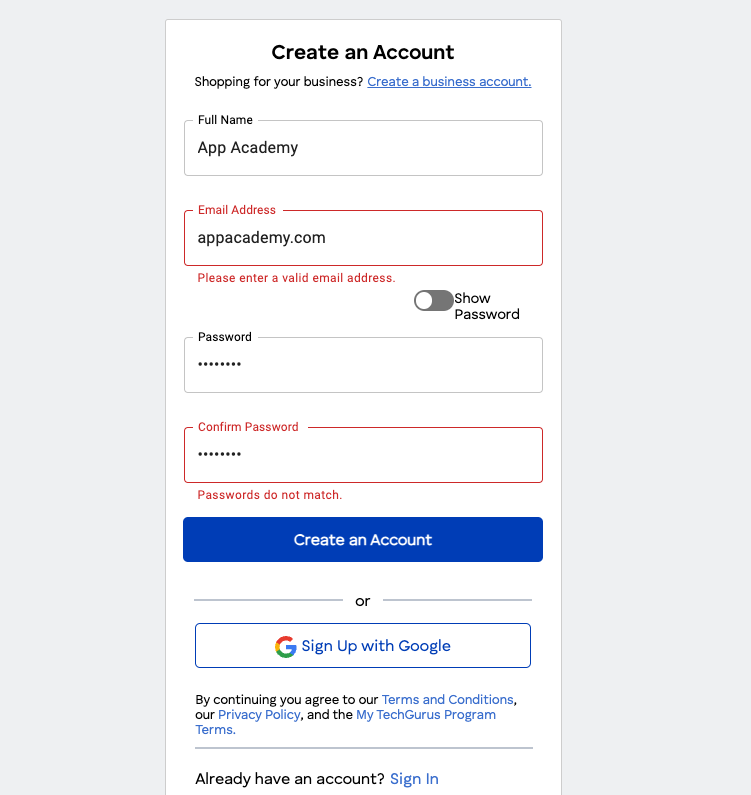 Create an Account
Shopping for your business? Create a business account.
Full Name
App Academy
Email Address
appacademy.com
Please enter a valid email address.
Show
Password
Password
••••••••
Confirm Password
••••••••
Passwords do not match.
Create an Account
or
Sign Up with Google
By continuing you agree to our Terms and Conditions,
our Privacy Policy, and the My TechGurus Program
Terms.
Already have an account? Sign In